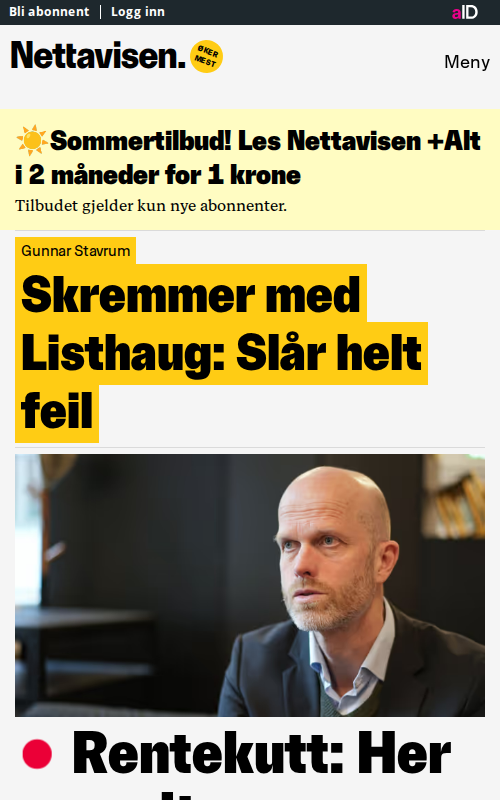 Bli abonnent | Logg inn
aID
Nettavisen.
ØKER
MEST
Meny
☀️Sommertilbud! Les Nettavisen +Alt
i 2 måneder for 1 krone
Tilbudet gjelder kun nye abonnenter.
Gunnar Stavrum
Skremmer med
Listhaug: Slår helt
feil
Rentekutt: Her